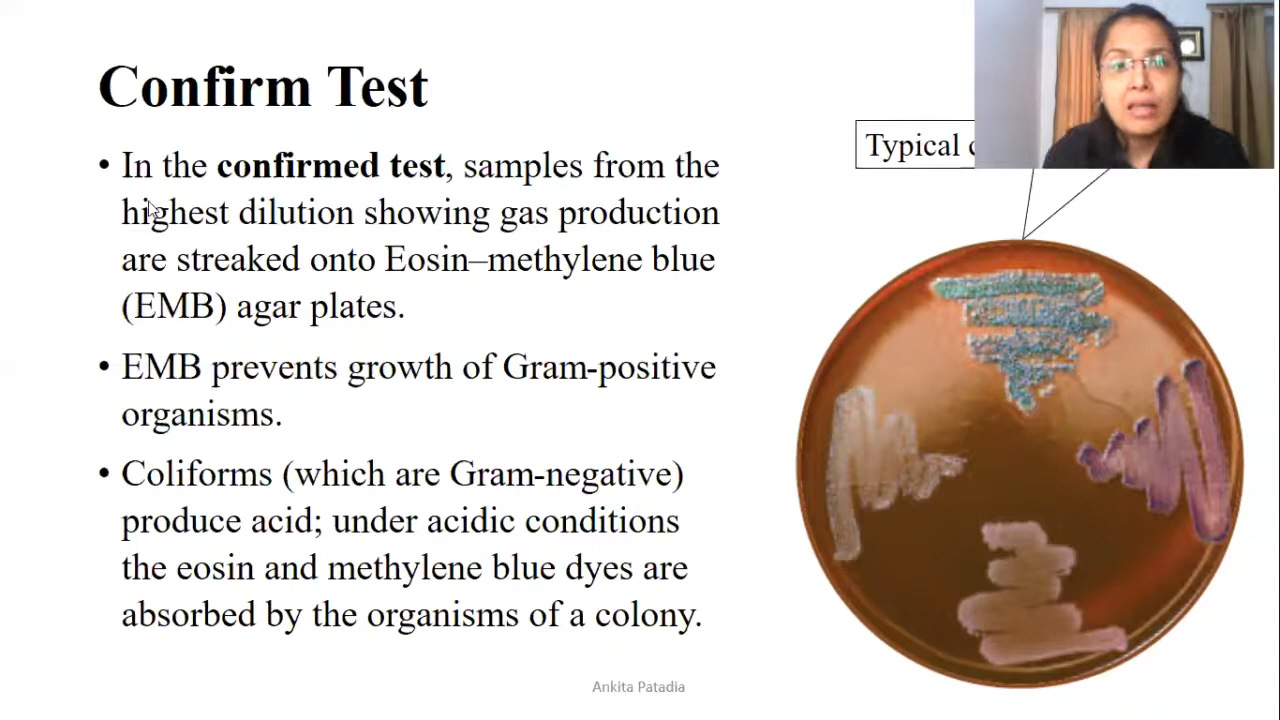 Confirm Test
• In the confirmed test, samples from the
highest dilution showing gas production
are streaked onto Eosin–methylene blue
(EMB) agar plates.
• EMB prevents growth of Gram-positive
organisms.
• Coliforms (which are Gram-negative)
produce acid; under acidic conditions
the eosin and methylene blue dyes are
absorbed by the organisms of a colony.
Typical
Ankita Patadia